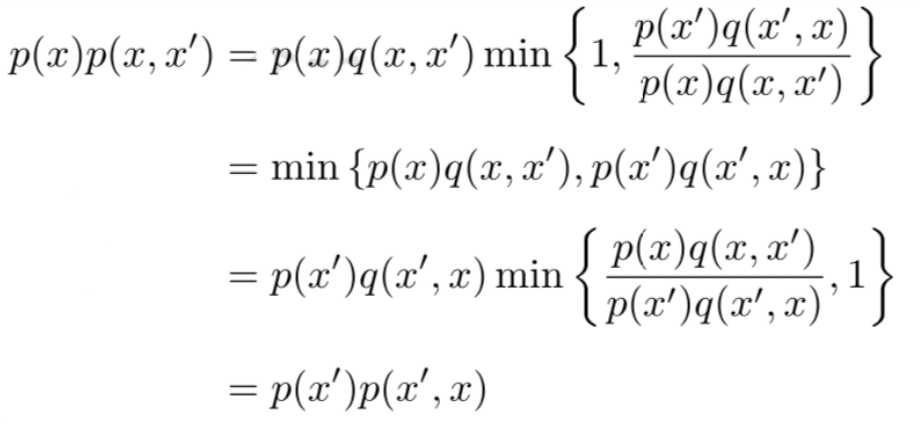 p(x)p(x, x′) = p(x)q(x, x′) min { 1, p(x′)q(x′, x) / p(x)q(x, x′) }
= min {p(x)q(x, x′), p(x′)q(x′, x)}
= p(x′)q(x′, x) min { p(x)q(x, x′) / p(x′)q(x′, x) , 1 }
= p(x′)p(x′, x)